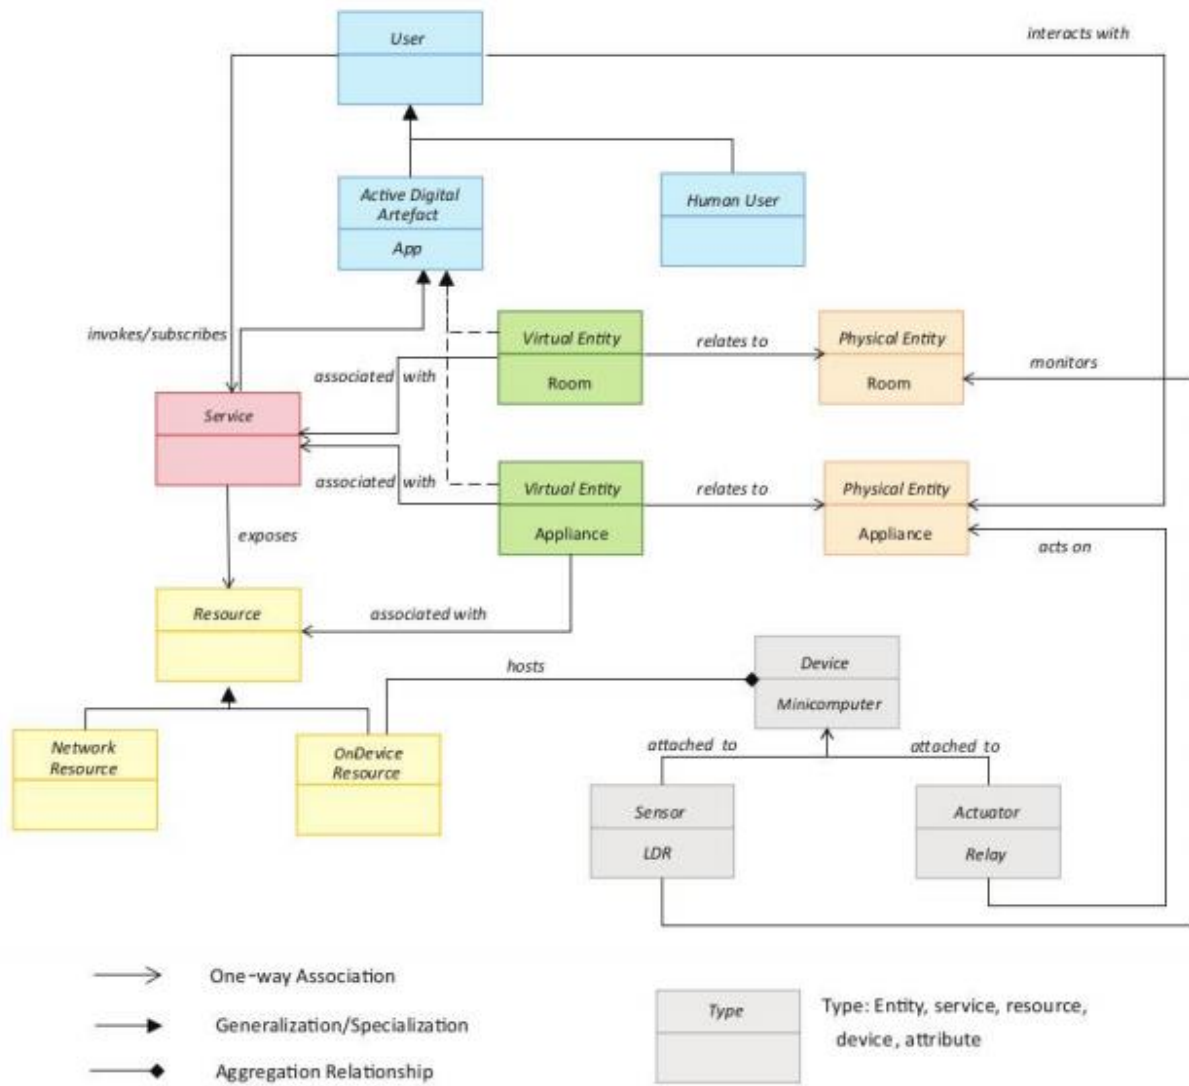 User
interacts with
Active Digital
Artefact
App
Human User
invokes/subscribes
associated with
Virtual Entity
Room
relates to
Physical Entity
Room
monitors
Service
associated with
Virtual Entity
Appliance
relates to
Physical Entity
Appliance
exposes
acts on
Resource
associated with
hosts
Device
Minicomputer
attached to
attached to
Network
Resource
OnDevice
Resource
Sensor
LDR
Actuator
Relay
One-way Association
Generalization/Specialization
Aggregation Relationship
Type
Type: Entity, service, resource,
device, attribute